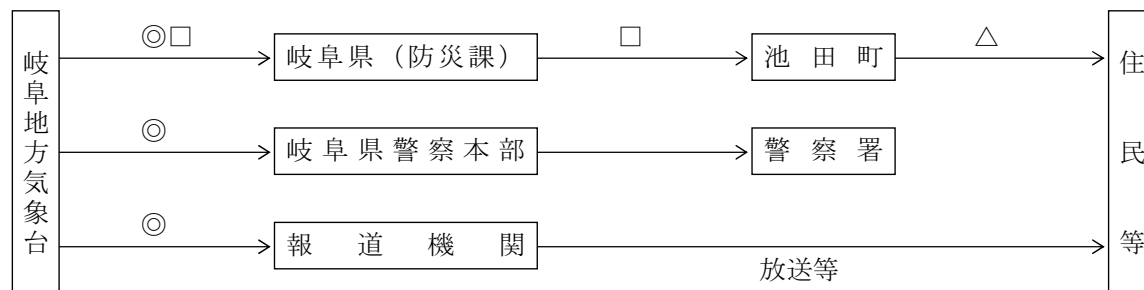 岐阜地方気象台
◎□
岐阜県（防災課）
□
池田町
△
◎
岐阜県警察本部
警察署
◎
報道機関
放送等
住民等